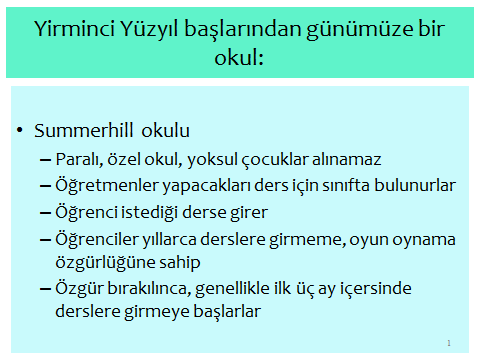 Yirminci Yüzyıl başlarından günümüze bir
okul:
• Summerhill okulu
– Paralı, özel okul, yoksul çocuklar alınamaz
– Öğretmenler yapacakları ders için sınıfta bulunurlar
– Öğrenci istediği derse girer
– Öğrenciler yıllarca derslere girmeme, oyun oynama
özgürlüğüne sahip
– Özgür bırakılınca, genellikle ilk üç ay içersinde
derslere girmeye başlarlar
1